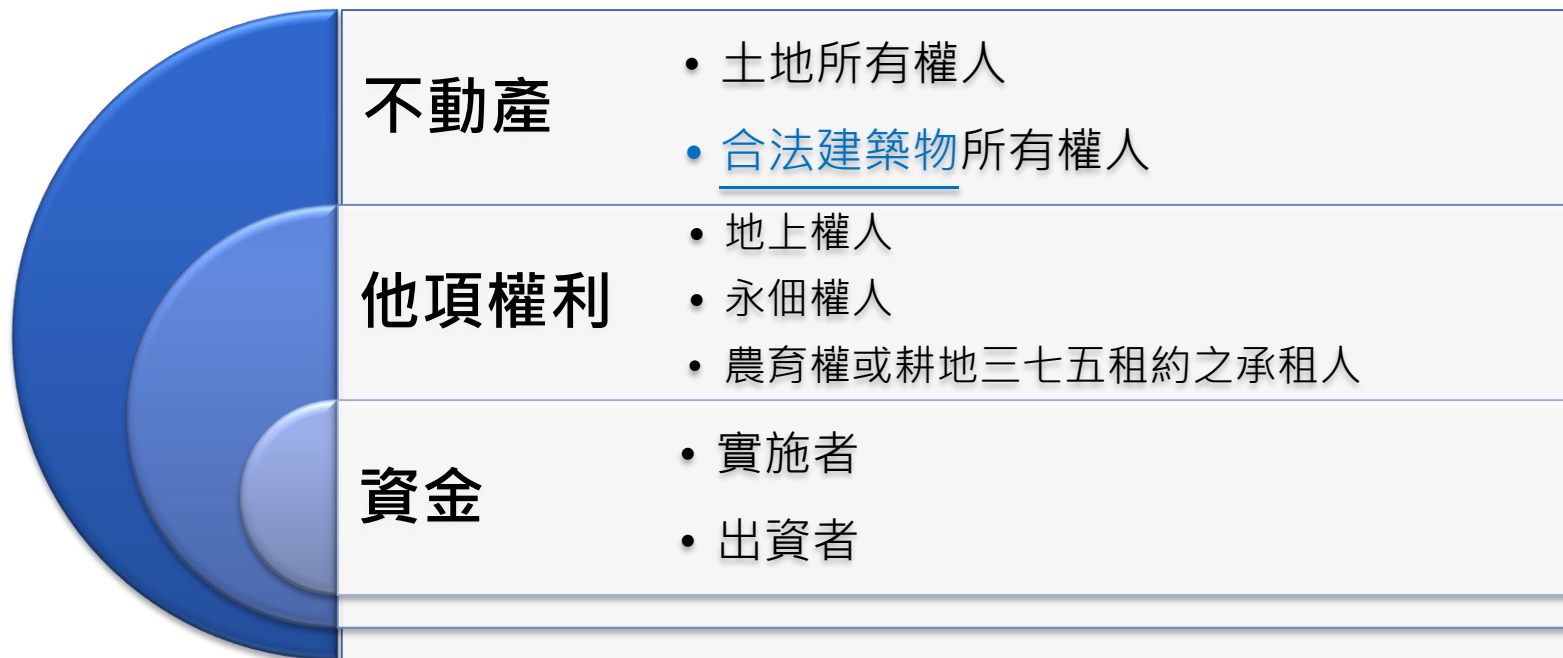 不動產
• 土地所有權人
• 合法建築物所有權人
他項權利
• 地上權人
• 永佃權人
• 農育權或耕地三七五租約之承租人
資金
• 實施者
• 出資者